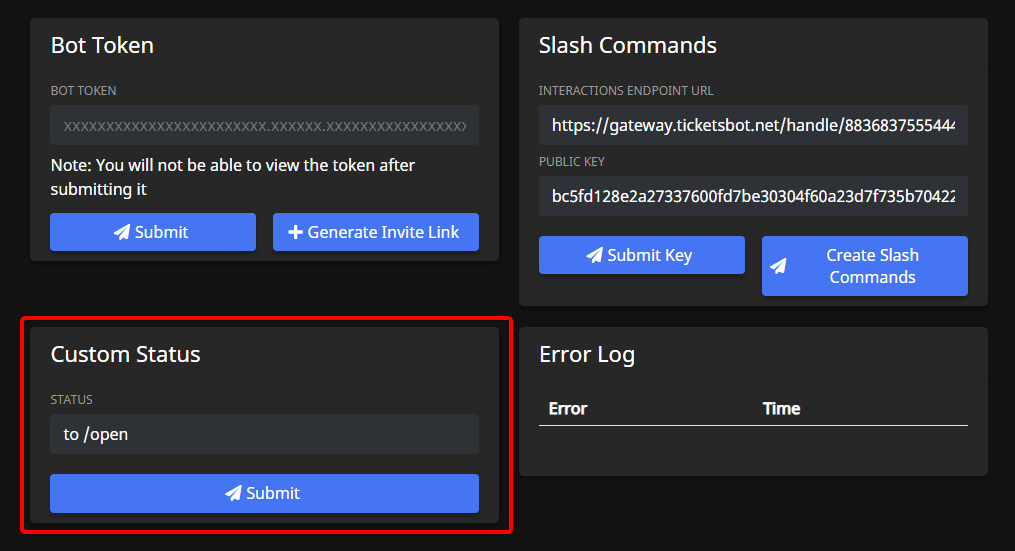 Bot Token
BOT TOKEN
xxxxxxxxxxxxxxxxxxxxxxxx.xxxxxx.xxxxxxxxxxxxxxxxx
Note: You will not be able to view the token after
submitting it
Submit
Generate Invite Link
Slash Commands
INTERACTIONS ENDPOINT URL
https://gateway.ticketsbot.net/handle/8836837555444
PUBLIC KEY
bc5fd128e2a27337600fd7be30304f60a23d7f735b70422
Submit Key
Create Slash
Commands
Custom Status
STATUS
to /open
Submit
Error Log
Error Time